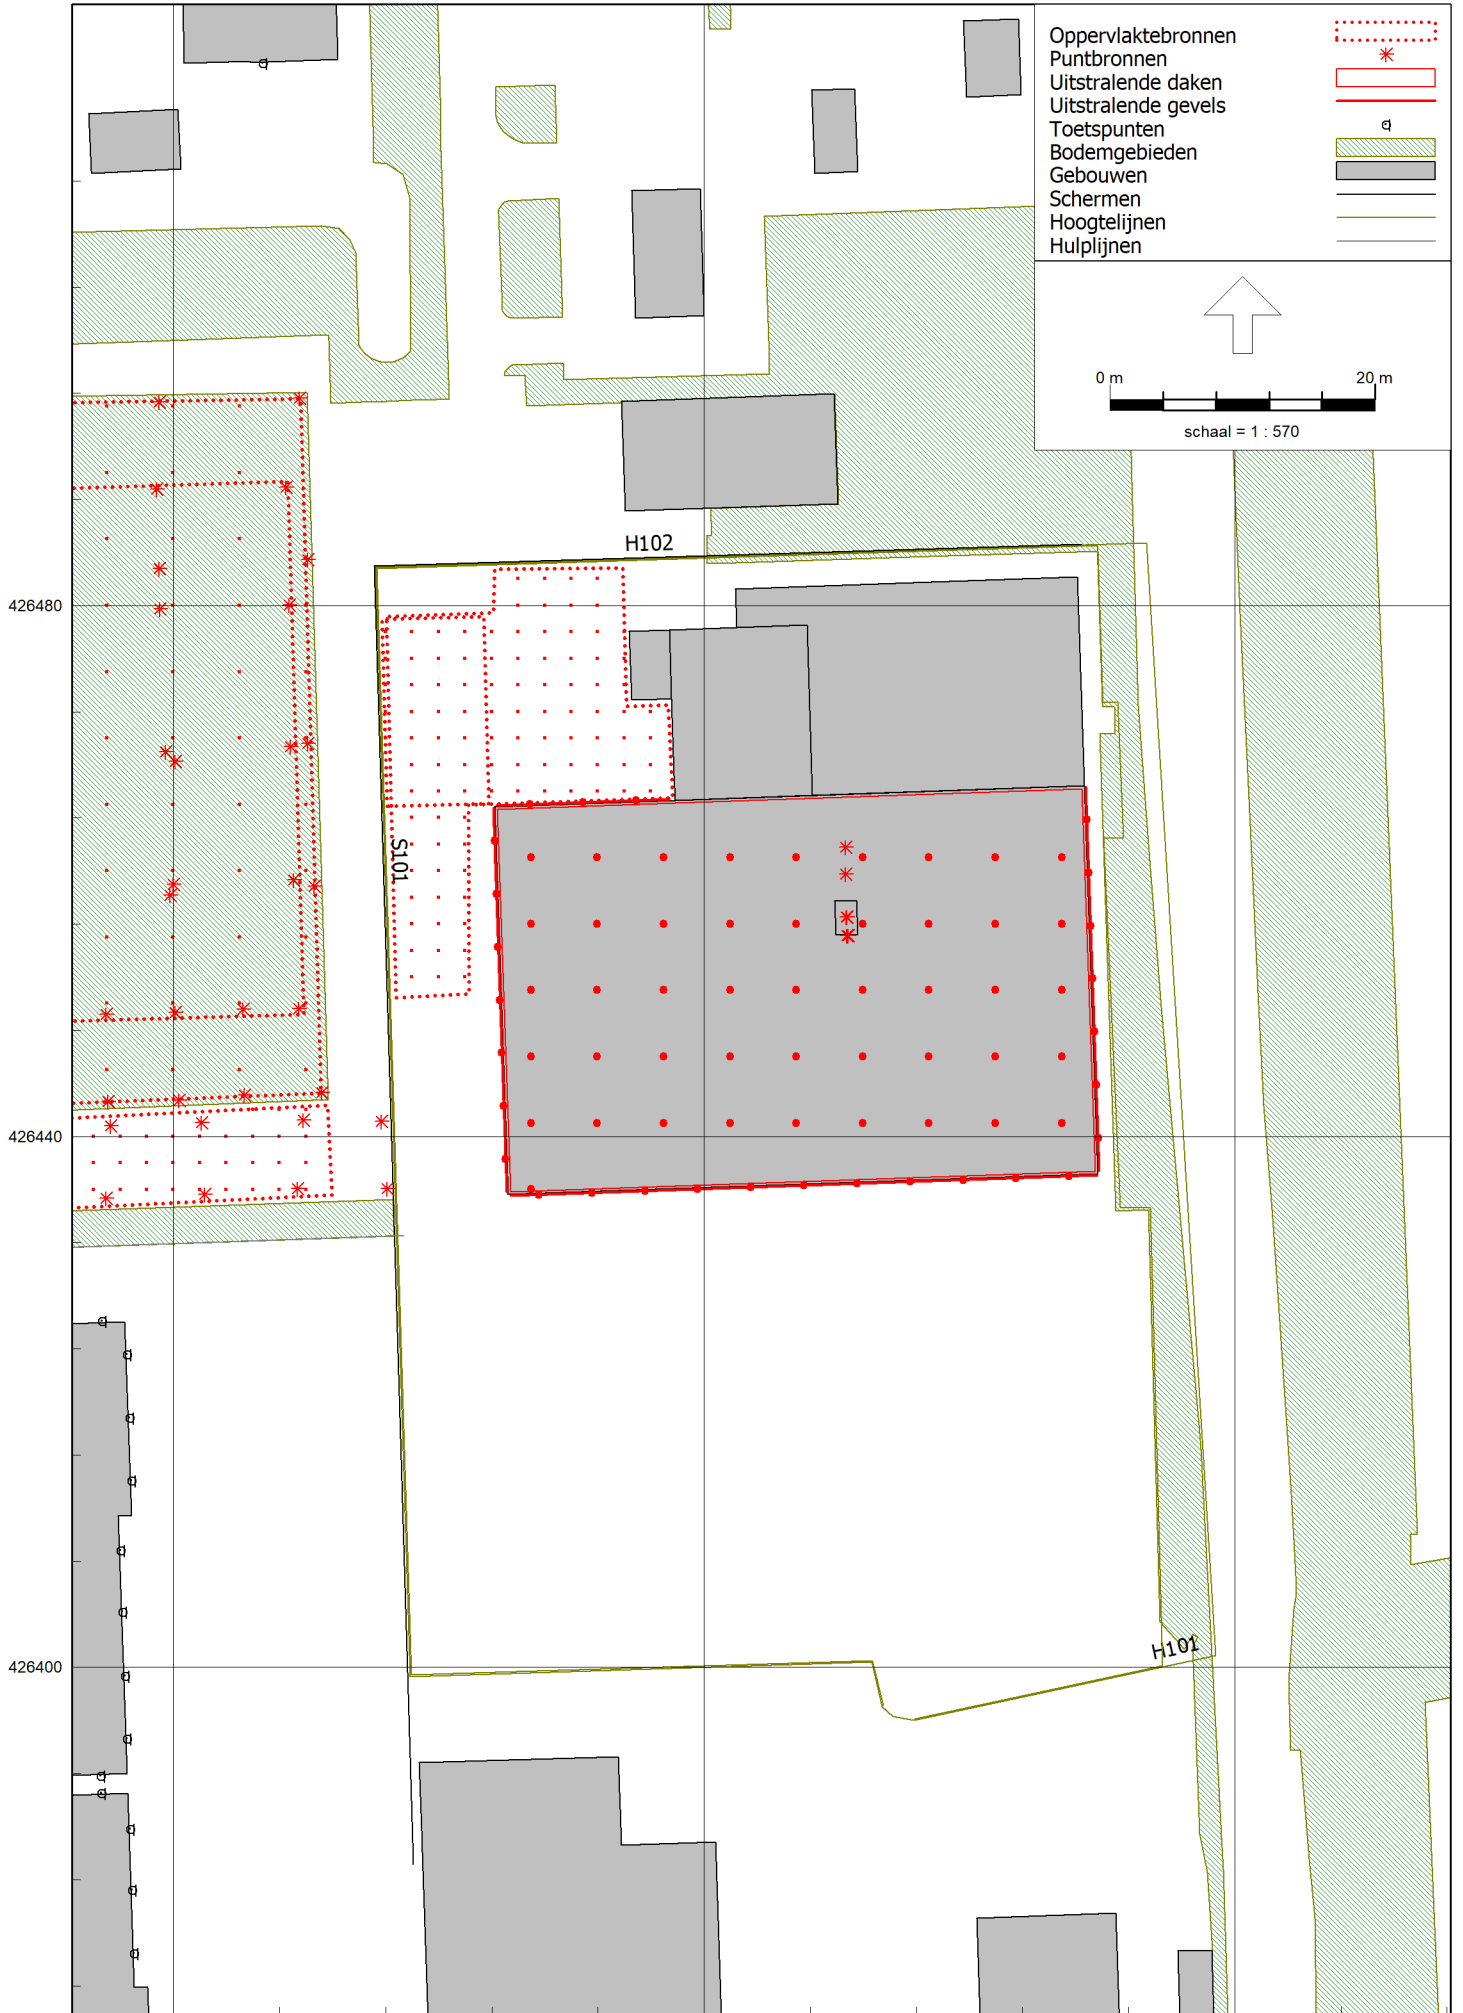 Oppervlaktebronnen
Puntbronnen
Uitstralende daken
Uitstralende gevels
Toetspunten
Bodemgebieden
Gebouwen
Schermen
Hoogtelijnen
Hulplijnen
0 m 20 m
schaal = 1 : 570
H102
426480
S101
426440
H101
426400